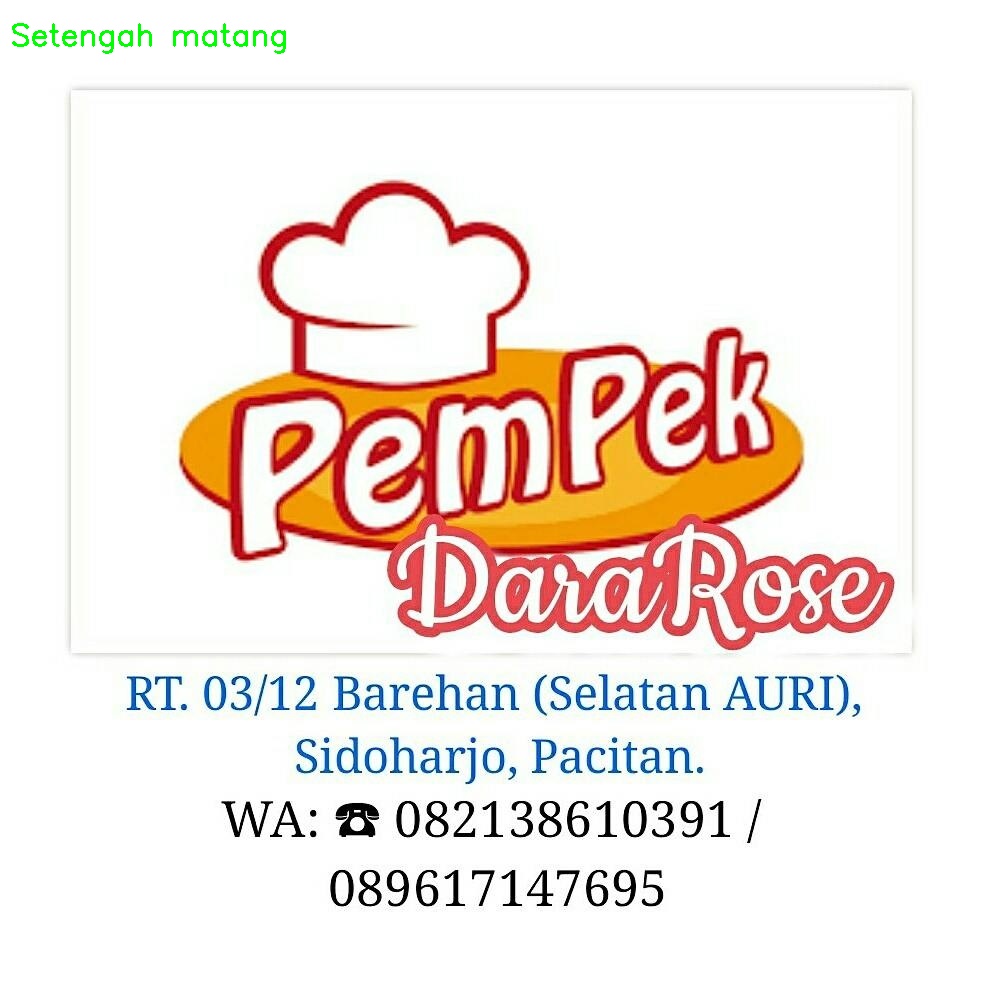 Setengah matang
PemPek
DaraRose
RT. 03/12 Barehan (Selatan AURI),
Sidoharjo, Pacitan.
WA: ☎ 082138610391 /
089617147695